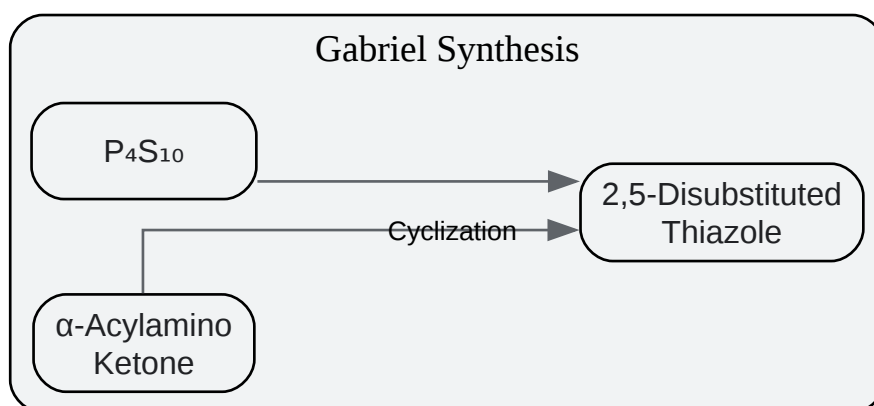 Gabriel Synthesis
P₄S₁₀
2,5-Disubstituted
Thiazole
Cyclization
α-Acylamino
Ketone